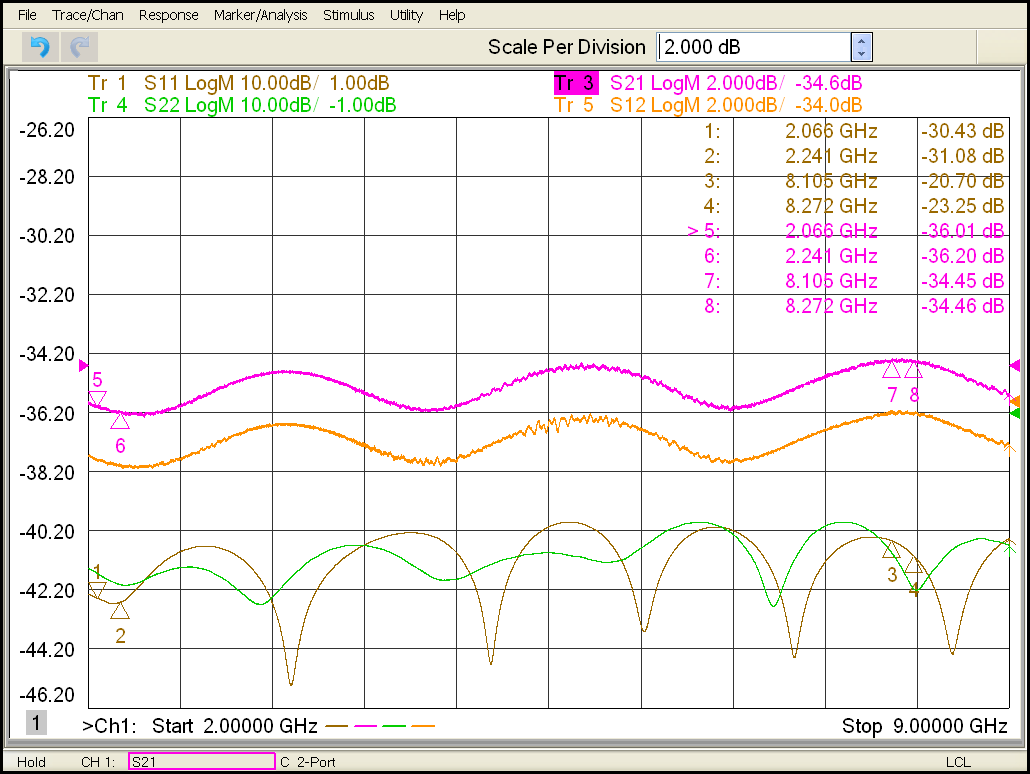 File Trace/Chan Response Marker/Analysis Stimulus Utility Help
Scale Per Division 2.000 dB
Tr 1 S11 LogM 10.00dB/ 1.00dB
Tr 3 S21 LogM 2.000dB/ -34.6dB
Tr 4 S22 LogM 10.00dB/ -1.00dB
Tr 5 S12 LogM 2.000dB/ -34.0dB
1: 2.066 GHz -30.43 dB
2: 2.241 GHz -31.08 dB
3: 8.105 GHz -20.70 dB
4: 8.272 GHz -23.25 dB
> 5: 2.066 GHz -36.01 dB
6: 2.241 GHz -36.20 dB
7: 8.105 GHz -34.45 dB
8: 8.272 GHz -34.46 dB
-26.20
-28.20
-30.20
-32.20
-34.20
-36.20
-38.20
-40.20
-42.20
-44.20
-46.20
5
6
7 8
1
2
3
4
1 >Ch1: Start 2.00000 GHz Stop 9.00000 GHz
Hold CH 1: S21 C 2-Port LCL